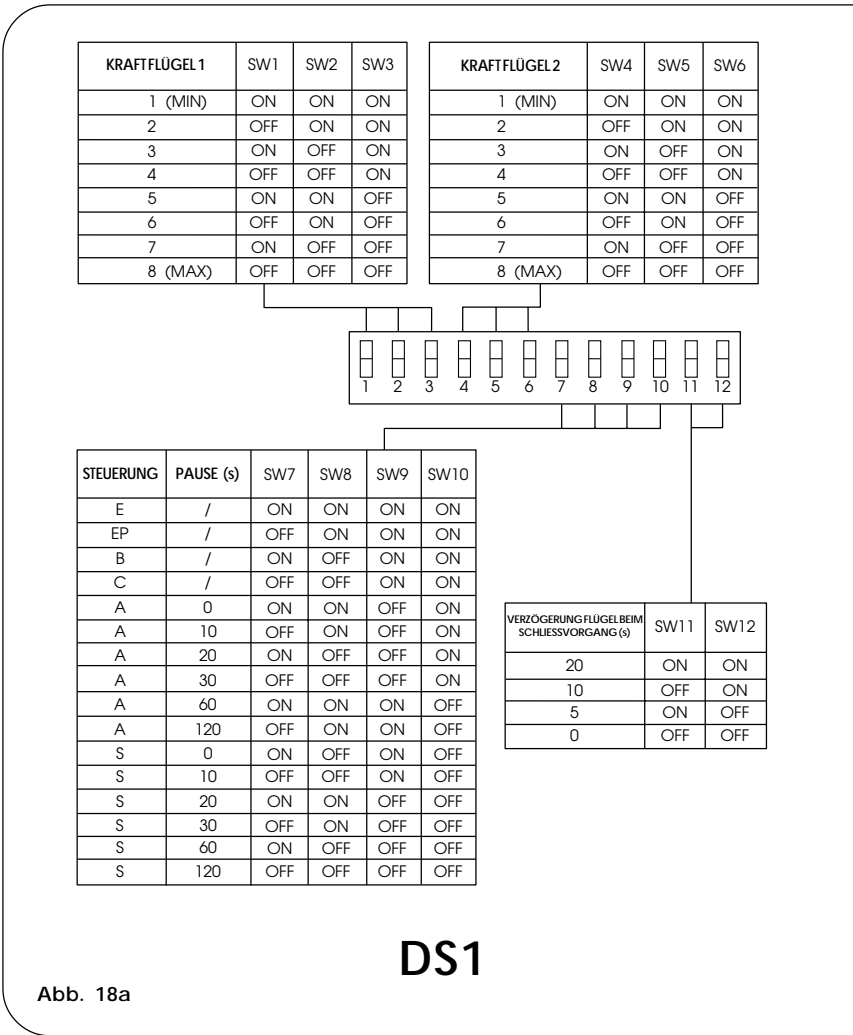 KRAFT FLÜGEL 1 SW1 SW2 SW3
1 (MIN) ON ON ON
2 OFF ON ON
3 ON OFF ON
4 OFF OFF ON
5 ON ON OFF
6 OFF ON OFF
7 ON OFF OFF
8 (MAX) OFF OFF OFF
KRAFT FLÜGEL 2 SW4 SW5 SW6
1 (MIN) ON ON ON
2 OFF ON ON
3 ON OFF ON
4 OFF OFF ON
5 ON ON OFF
6 OFF ON OFF
7 ON OFF OFF
8 (MAX) OFF OFF OFF
1 2 3 4 5 6 7 8 9 10 11 12
STEUERUNG PAUSE (s) SW7 SW8 SW9 SW10
E / ON ON ON ON
EP / OFF ON ON ON
B / ON OFF ON ON
C / OFF OFF ON ON
A 0 ON ON OFF ON
A 10 OFF ON OFF ON
A 20 ON OFF OFF ON
A 30 OFF OFF OFF ON
A 60 ON ON ON OFF
A 120 OFF ON ON OFF
S 0 ON OFF ON OFF
S 10 OFF OFF ON OFF
S 20 ON ON OFF OFF
S 30 OFF ON OFF OFF
S 60 ON OFF OFF OFF
S 120 OFF OFF OFF OFF
VERZÖGERUNG FLÜGEL BEIM
SCHLIESSVORGANG (s) SW11 SW12
20 ON ON
10 OFF ON
5 ON OFF
0 OFF OFF
DS1
Abb. 18a